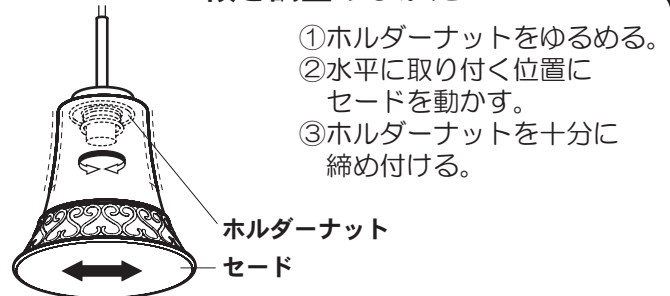 ①ホルダーナットをゆるめる。
②水平に取り付く位置に
セードを動かす。
③ホルダーナットを十分に
締め付ける。
ホルダーナット
セード